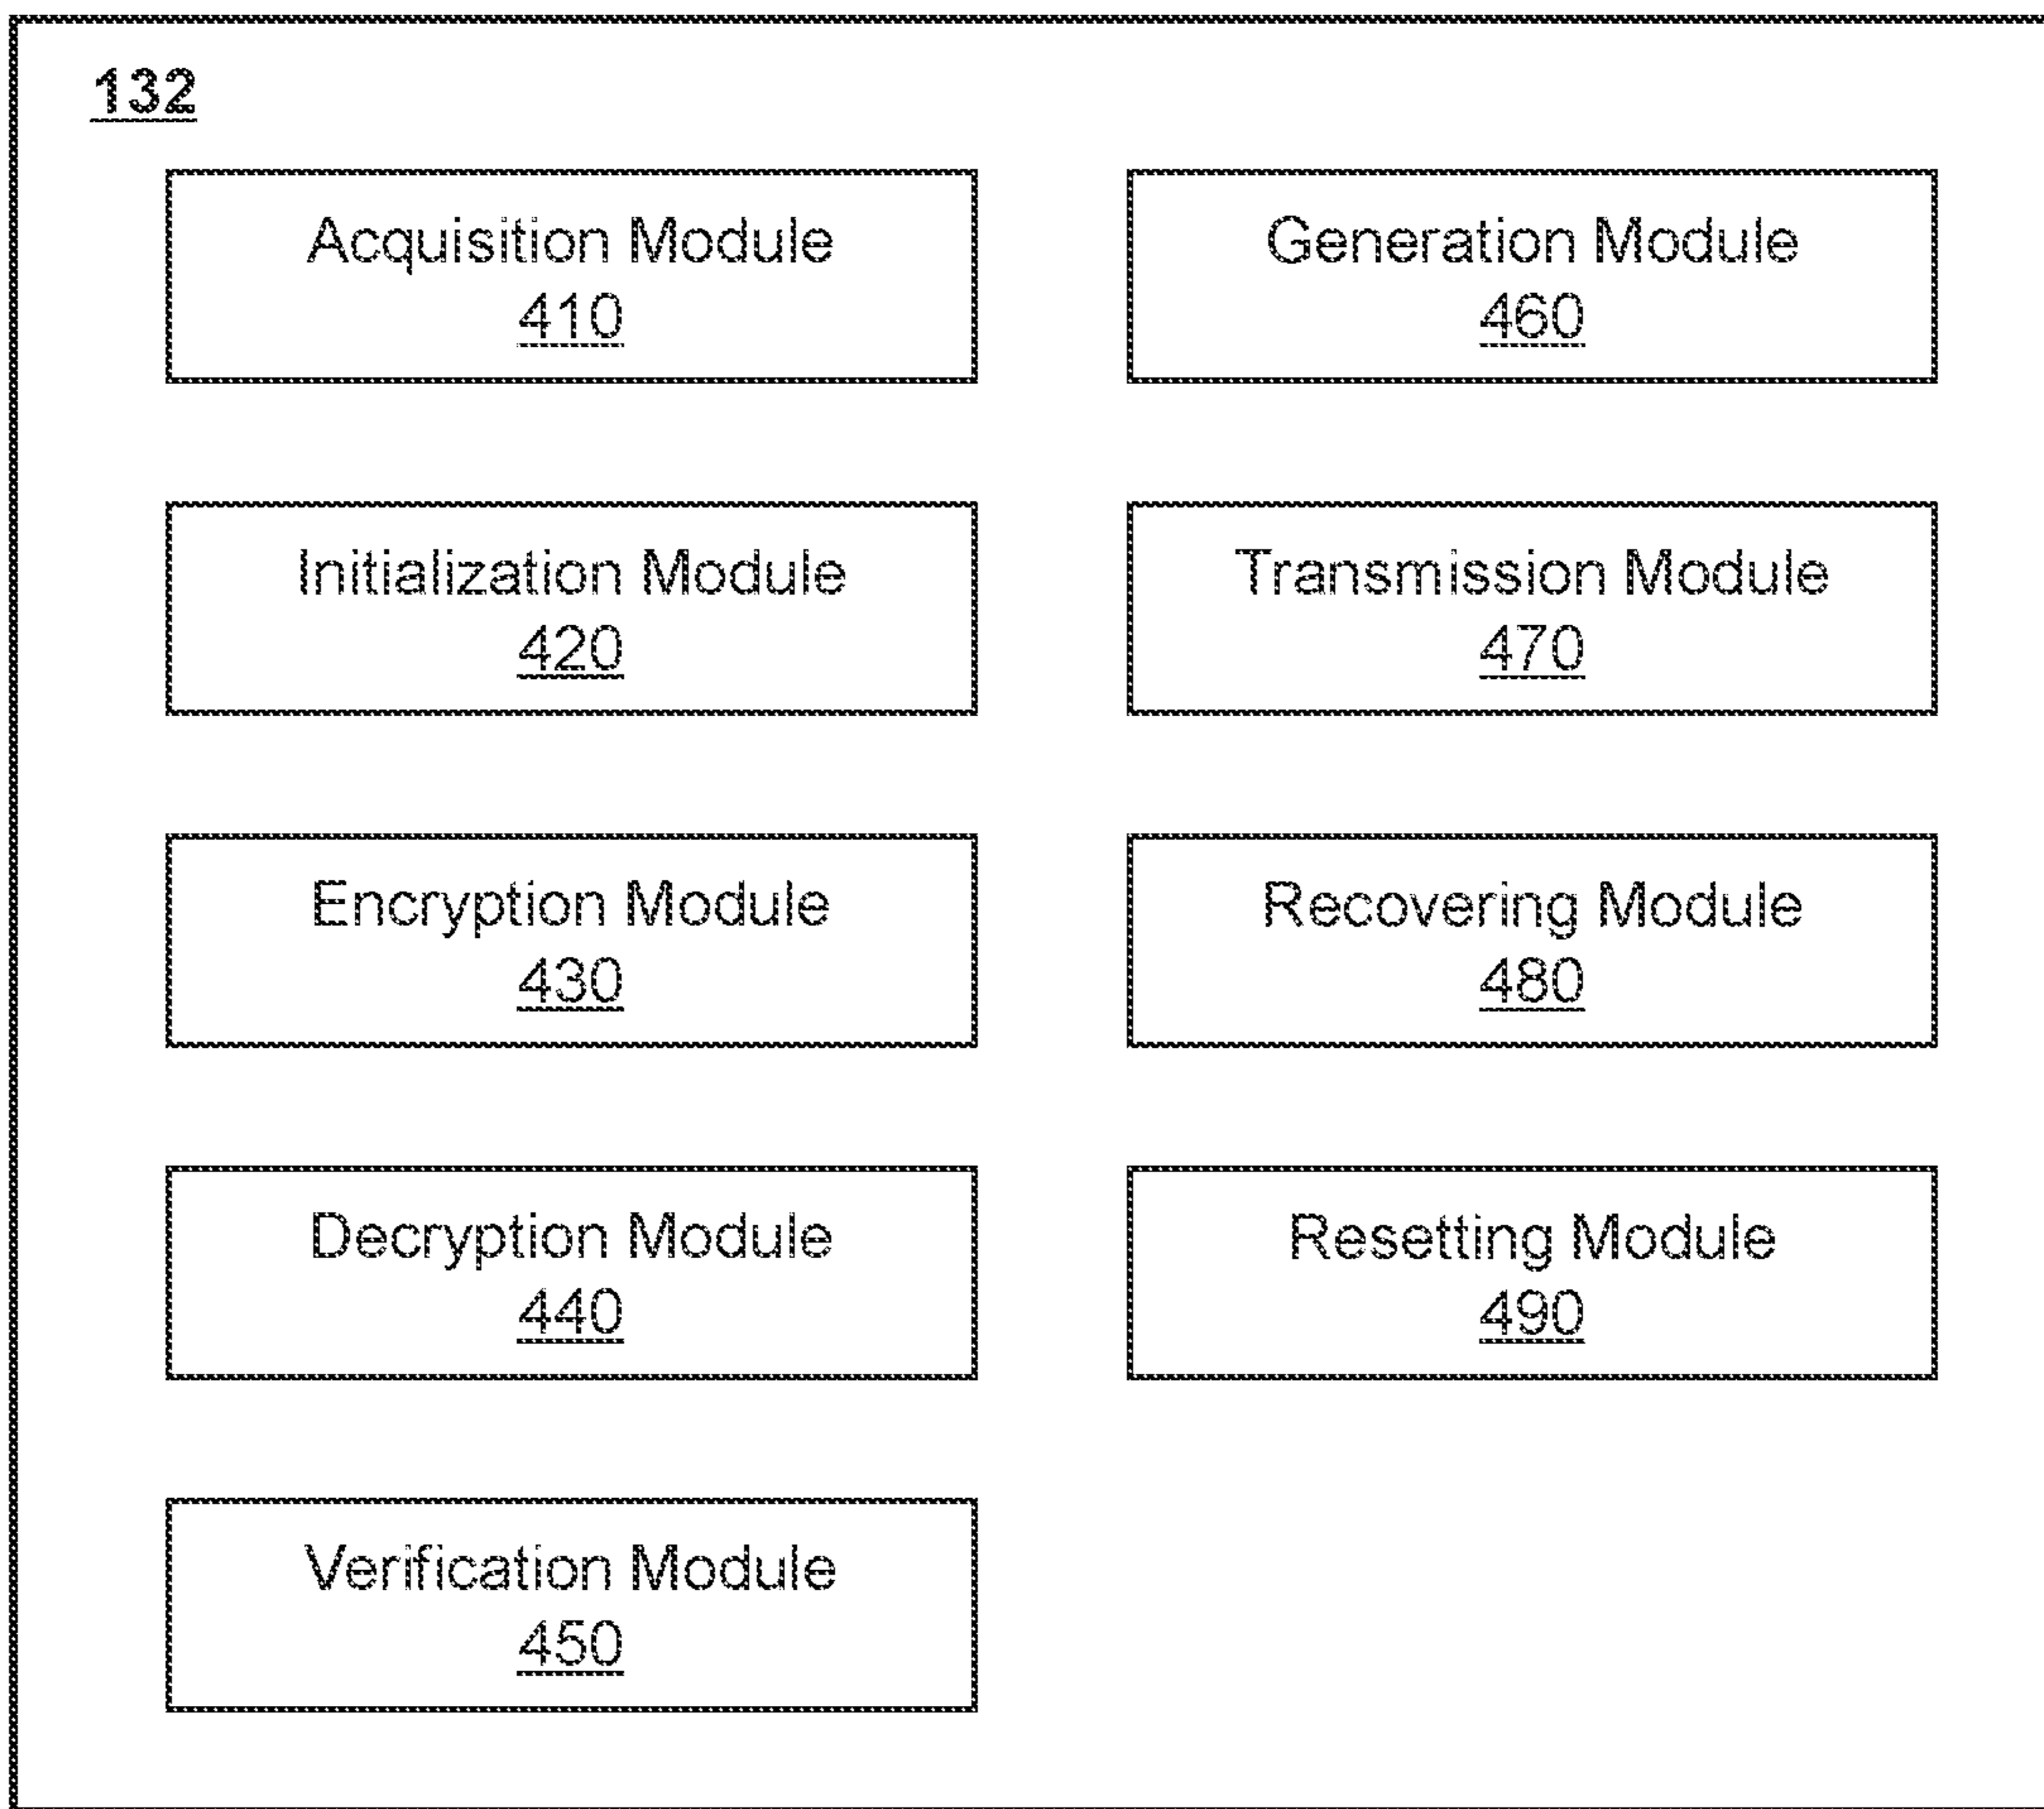 132
Acquisition Module
410
Generation Module
460
Initialization Module
420
Transmission Module
470
Encryption Module
430
Recovering Module
480
Decryption Module
440
Resetting Module
490
Verification Module
450